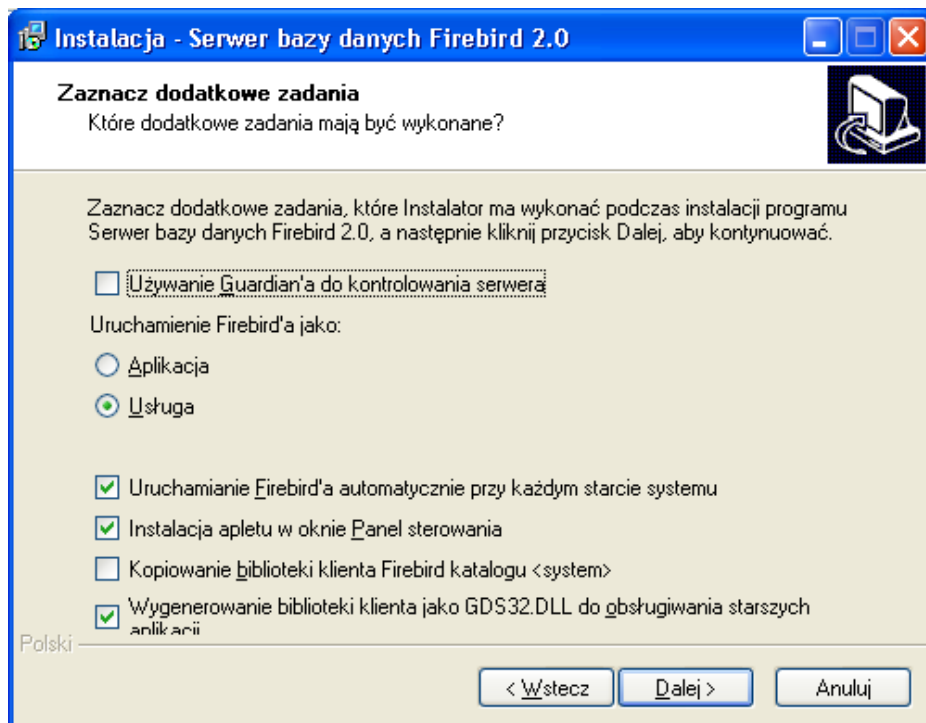 Instalacja - Serwer bazy danych Firebird 2.0
Zaznacz dodatkowe zadania
Które dodatkowe zadania mają być wykonane?
Zaznacz dodatkowe zadania, które Instalator ma wykonać podczas instalacji programu
Serwer bazy danych Firebird 2.0, a następnie kliknij przycisk Dalej, aby kontynuować.
Używanie Guardian'a do kontrolowania serwera
Uruchamienie Firebird'a jako:
Aplikacja
Usługa
Uruchamianie Firebird'a automatycznie przy każdym starcie systemu
Instalacja apletu w oknie Panel sterowania
Kopiowanie biblioteki klienta Firebird katalogu <system>
Wygenerowanie biblioteki klienta jako GDS32.DLL do obsługiwania starszych
aplikacji
Polski
< Wstecz
Dalej >
Anuluj